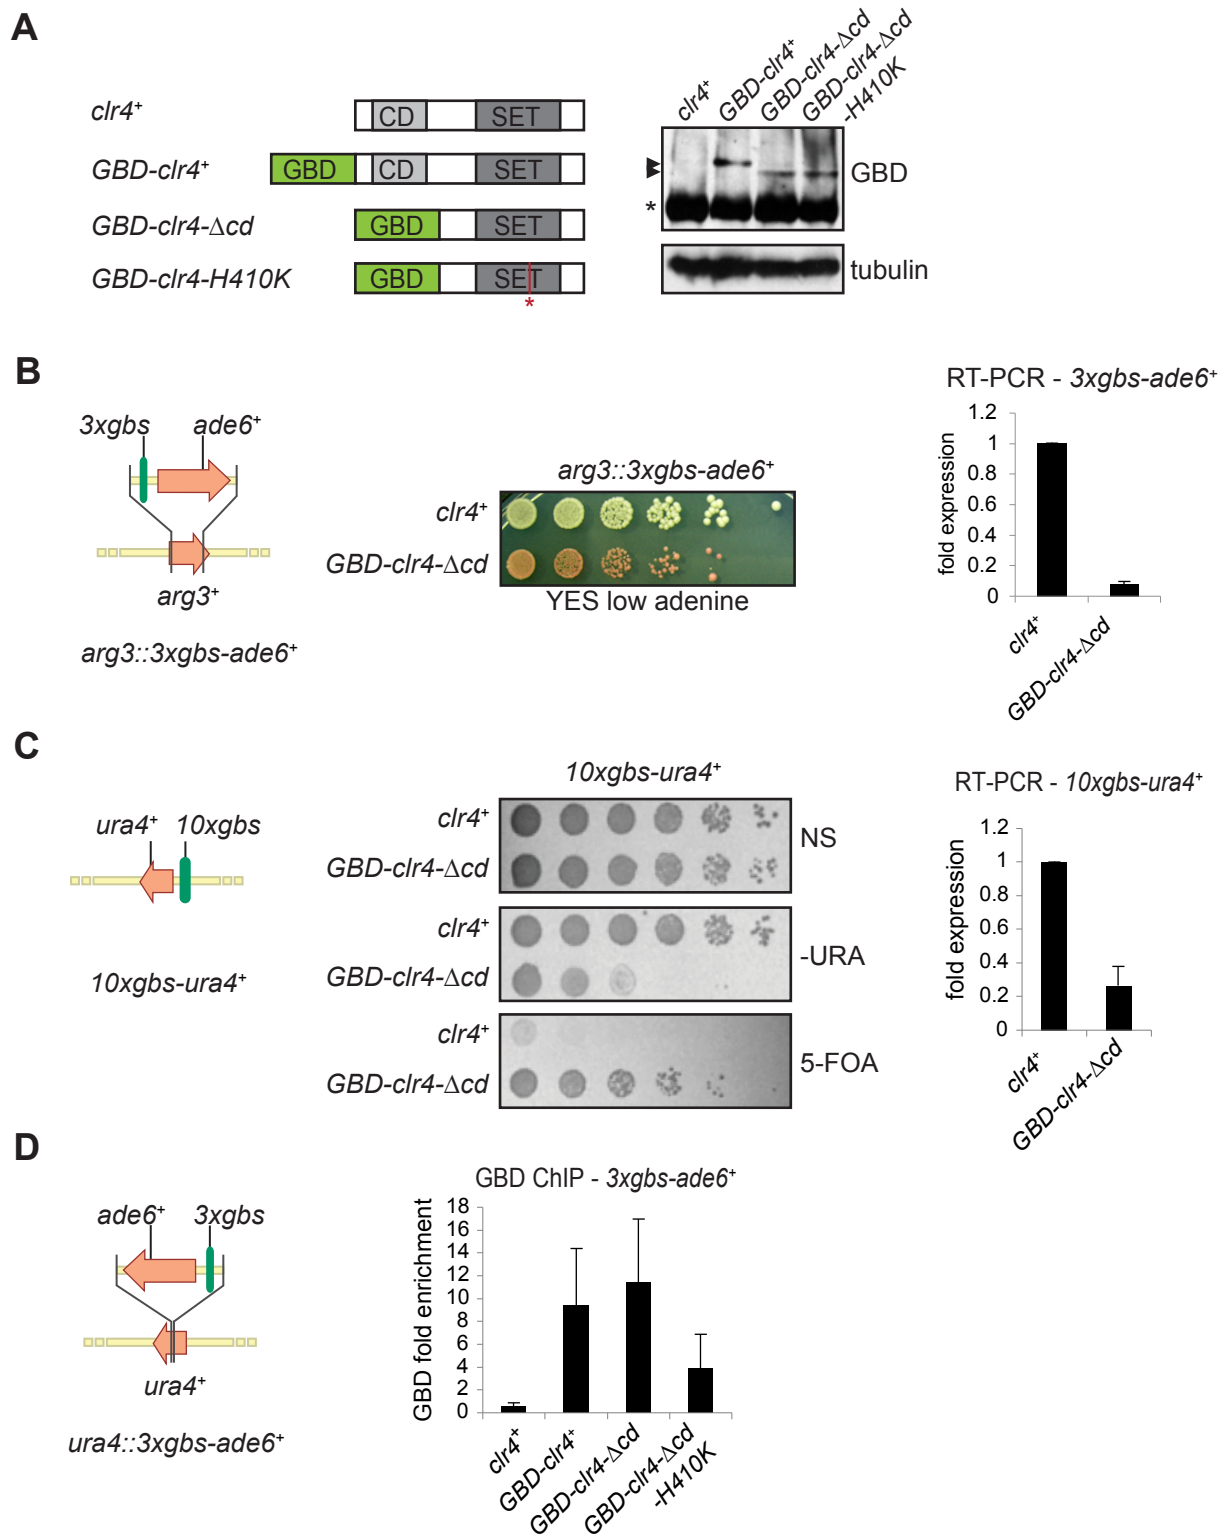 A
clr4⁺
CD SET
GBD-clr4⁺
GBD CD SET
GBD-clr4-Δcd
GBD SET
GBD-clr4-H410K
GBD SET
*
clr4⁺
GBD-clr4⁺
GBD-clr4-Δcd
GBD-clr4-Δcd
-H410K
GBD
*
tubulin
B
3xgbs ade6⁺
arg3⁺
arg3::3xgbs-ade6⁺
arg3::3xgbs-ade6⁺
clr4⁺
GBD-clr4-Δcd
YES low adenine
RT-PCR - 3xgbs-ade6⁺
fold expression
1.2
1
0.8
0.6
0.4
0.2
0
clr4⁺
GBD-clr4-Δcd
C
ura4⁺ 10xgbs
10xgbs-ura4⁺
10xgbs-ura4⁺
clr4⁺
GBD-clr4-Δcd
NS
clr4⁺
GBD-clr4-Δcd
-URA
clr4⁺
GBD-clr4-Δcd
5-FOA
RT-PCR - 10xgbs-ura4⁺
fold expression
1.2
1
0.8
0.6
0.4
0.2
0
clr4⁺
GBD-clr4-Δcd
D
ade6⁺ 3xgbs
ura4⁺
ura4::3xgbs-ade6⁺
GBD ChIP - 3xgbs-ade6⁺
GBD fold enrichment
18
16
14
12
10
8
6
4
2
0
clr4⁺
GBD-clr4⁺
GBD-clr4-Δcd
GBD-clr4-Δcd
-H410K